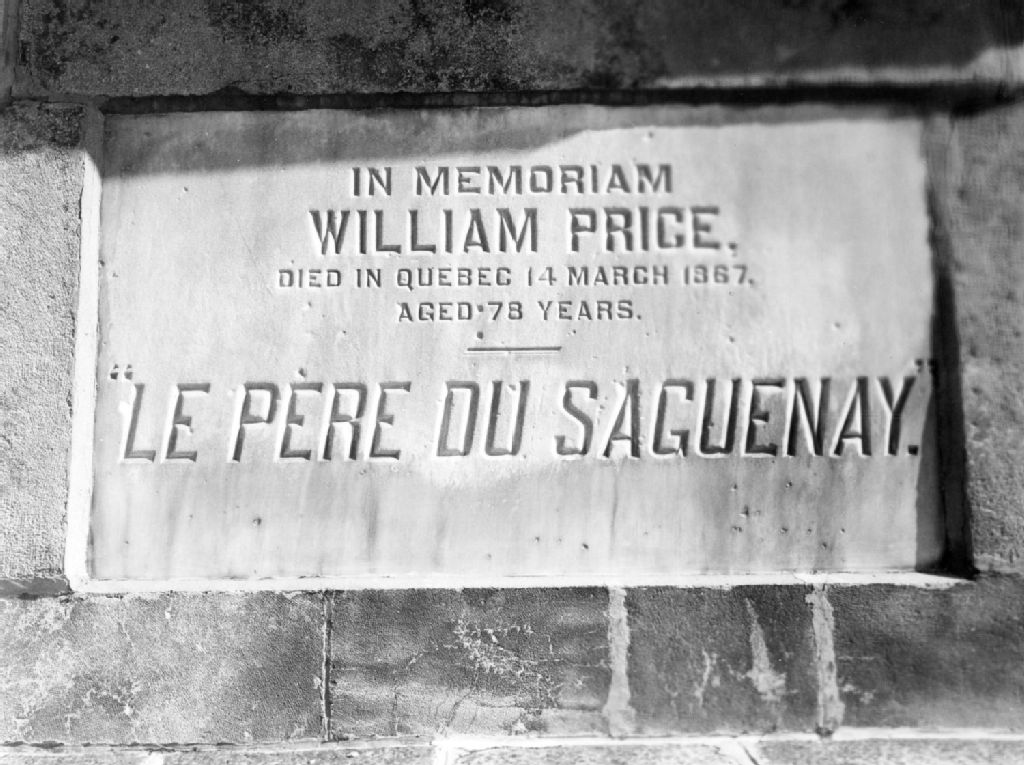 IN MEMORIAM
WILLIAM PRICE.
DIED IN QUEBEC 14 MARCH 1867.
AGED 78 YEARS.
"LE PÈRE DU SAGUENAY."